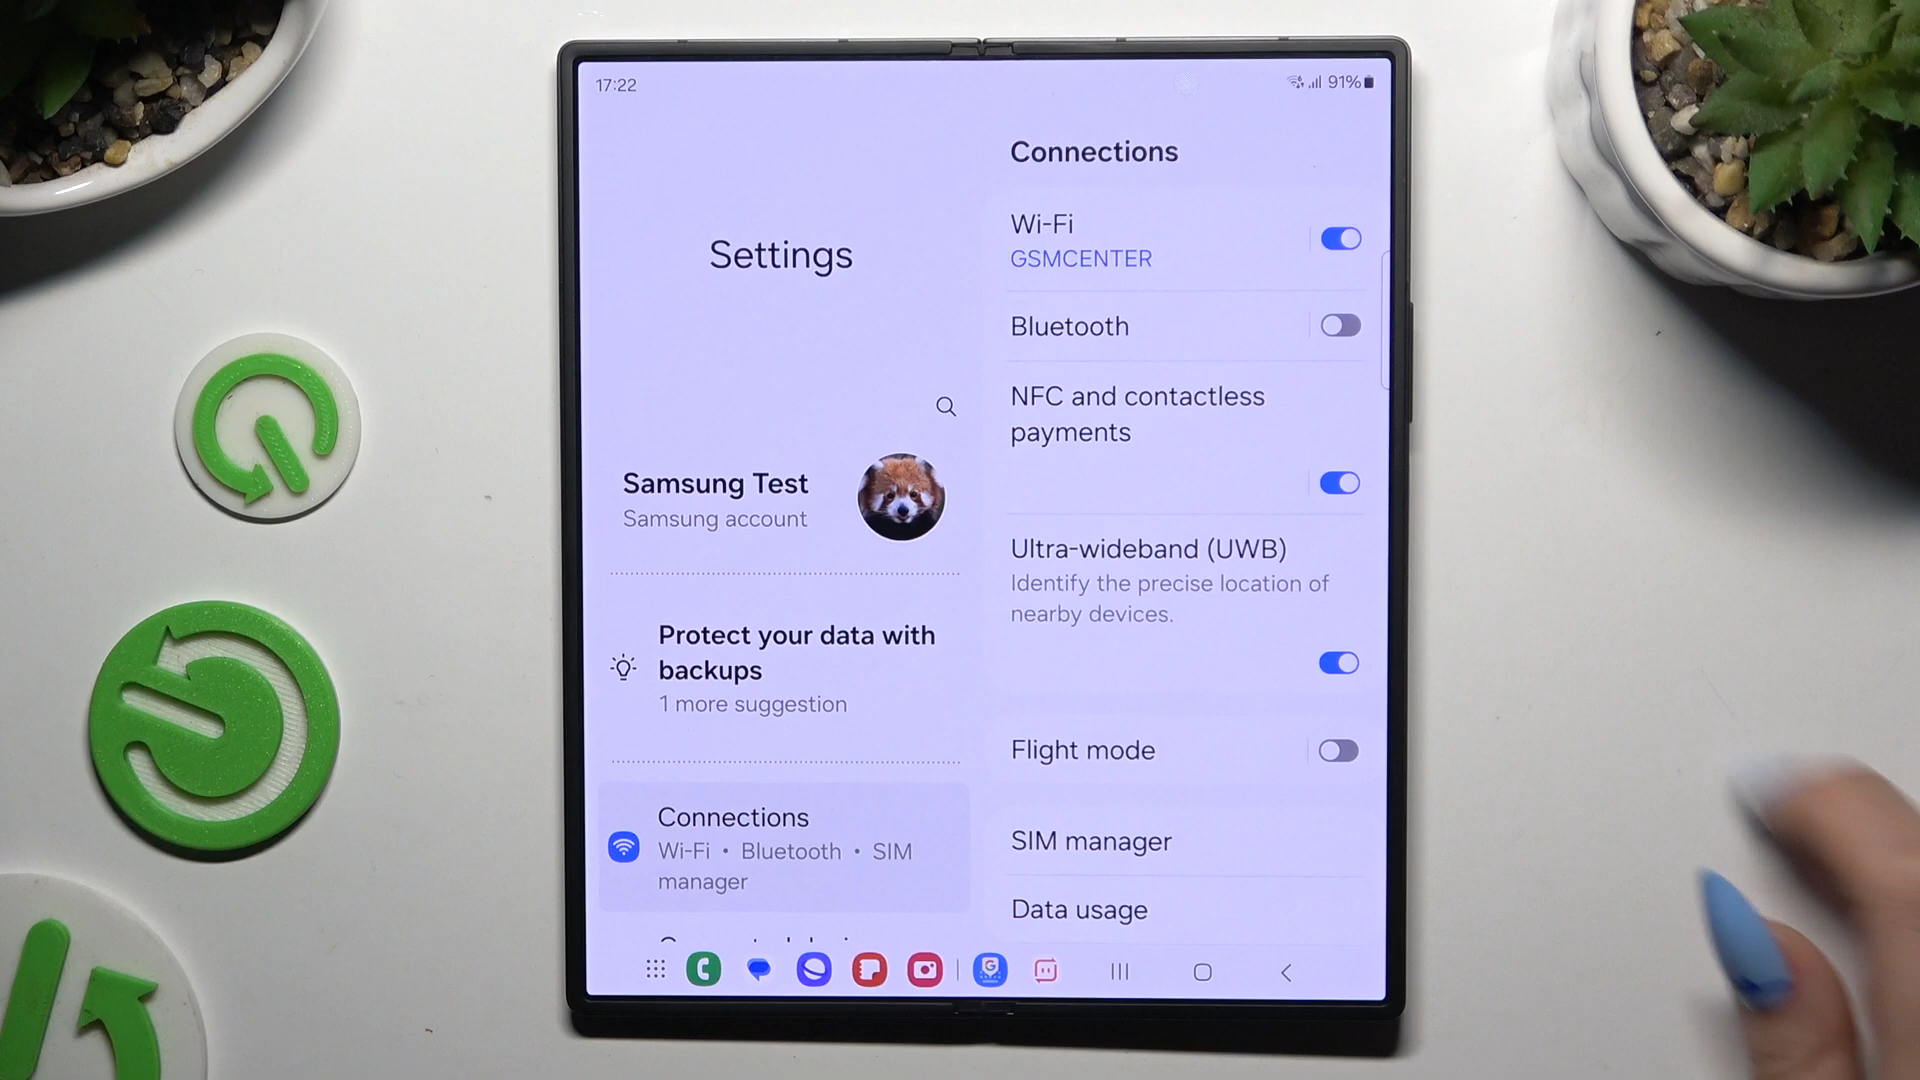 17:22
91%
Settings
Samsung Test
Samsung account
Protect your data with
backups
1 more suggestion
Connections
Wi-Fi • Bluetooth • SIM
manager
Connections
Wi-Fi
GSMCENTER
Bluetooth
NFC and contactless
payments
Ultra-wideband (UWB)
Identify the precise location of
nearby devices.
Flight mode
SIM manager
Data usage